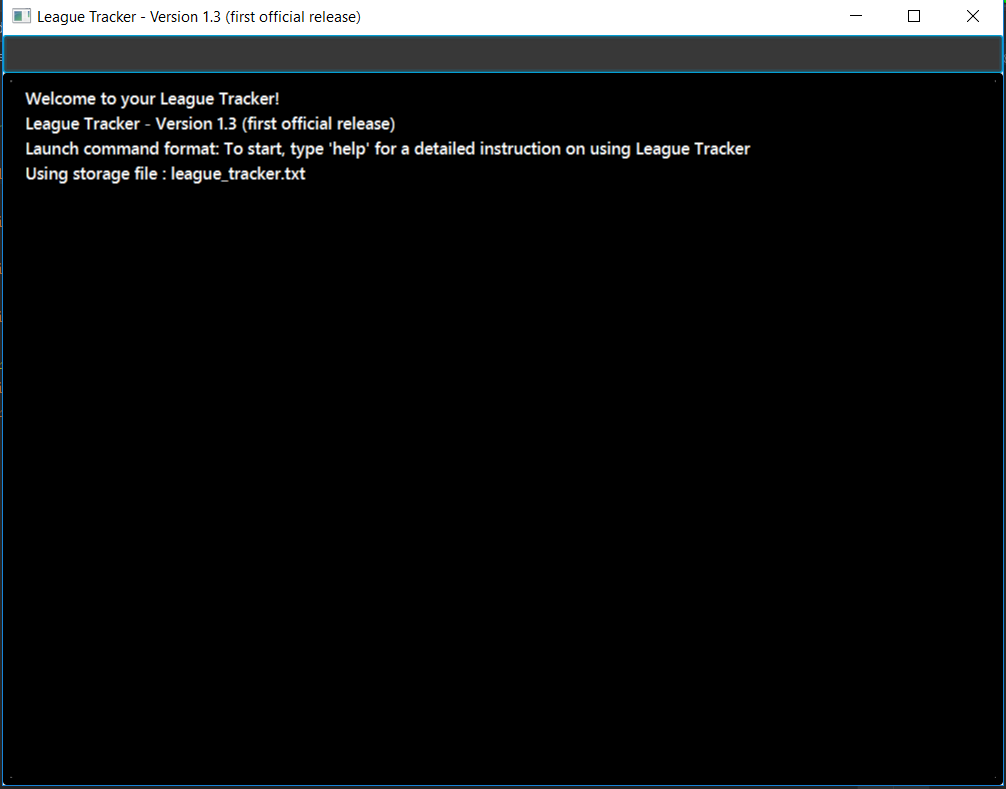 League Tracker - Version 1.3 (first official release)
Welcome to your League Tracker!
League Tracker - Version 1.3 (first official release)
Launch command format: To start, type 'help' for a detailed instruction on using League Tracker
Using storage file : league_tracker.txt